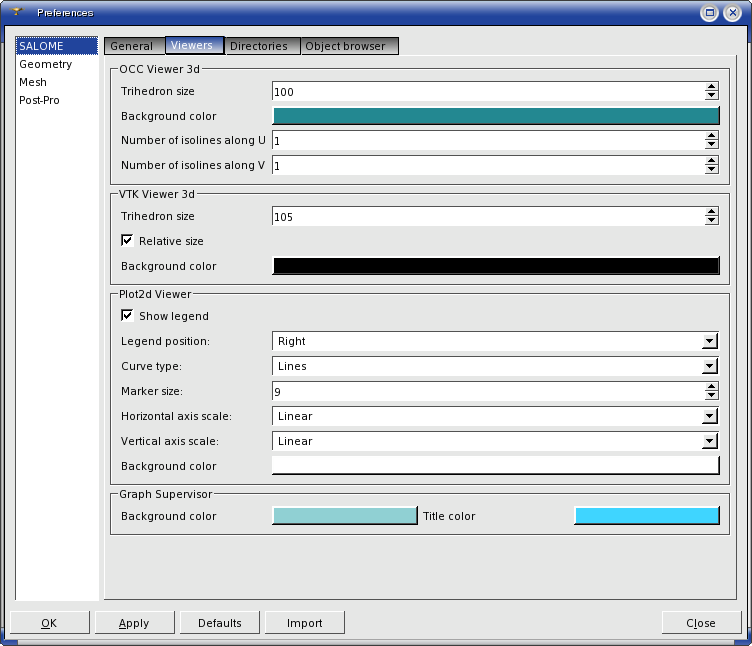 Preferences
SALOME
Geometry
Mesh
Post-Pro
General Viewers Directories Object browser
OCC Viewer 3d
Trihedron size 100
Background color
Number of isolines along U 1
Number of isolines along V 1
VTK Viewer 3d
Trihedron size 105
Relative size
Background color
Plot2d Viewer
Show legend
Legend position: Right
Curve type: Lines
Marker size: 9
Horizontal axis scale: Linear
Vertical axis scale: Linear
Background color
Graph Supervisor
Background color Title color
OK Apply Defaults Import Close